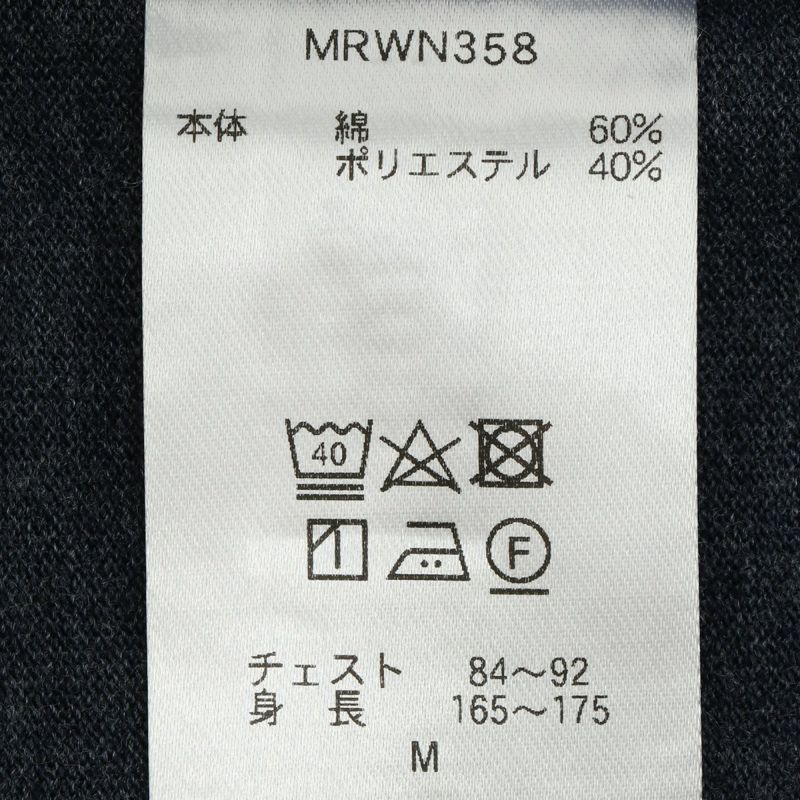 MRWN358
本体 綿 60%
ポリエステル 40%
40
F
チェスト 84～92
身長 165～175
M